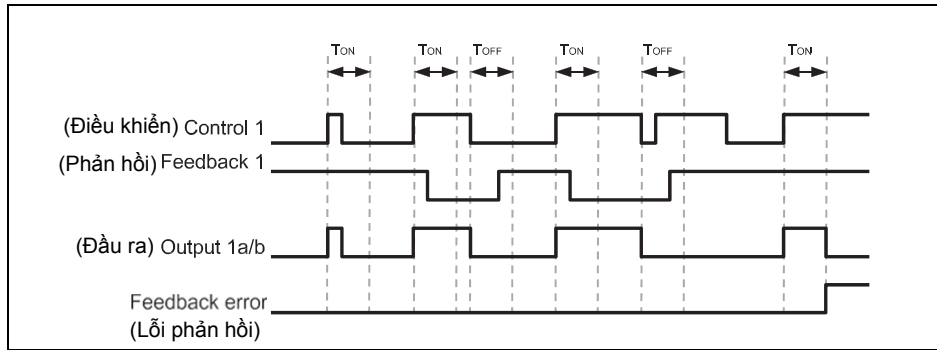 TON TON TOFF TON TOFF TON
(Điều khiển) Control 1
(Phản hồi) Feedback 1
(Đầu ra) Output 1a/b
Feedback error
(Lỗi phản hồi)